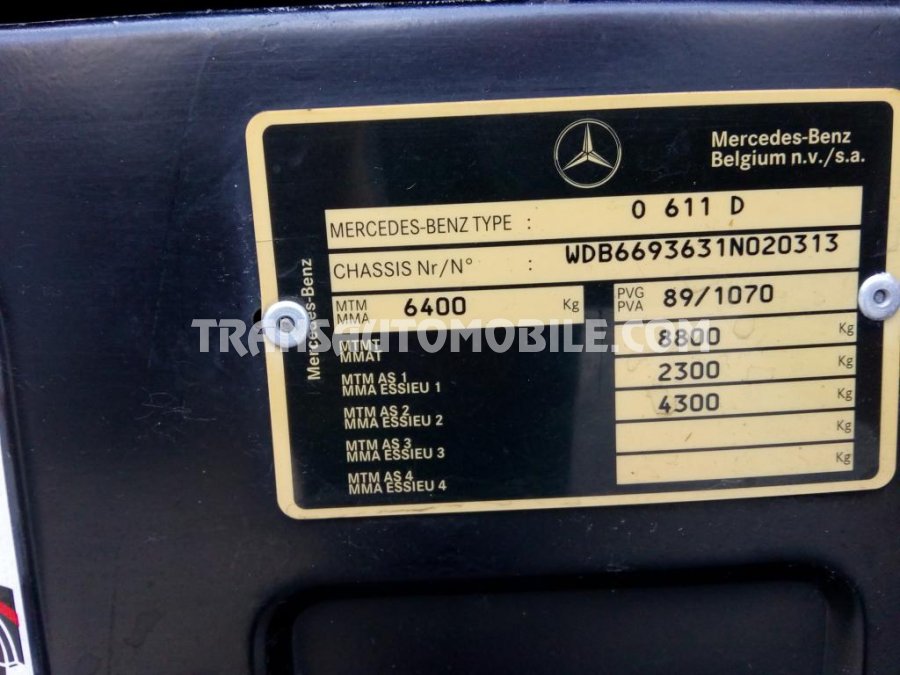 Mercedes-Benz
Belgium n.v./s.a.
MERCEDES-BENZ TYPE : O 611 D
CHASSIS Nr/N° : WDB6693631N020313
MTM
MMA 6400 Kg
PVG
PVA 89/1070
MTMT
MMAT 8800 Kg
MTM AS 1
MMA ESSIEU 1 2300 Kg
MTM AS 2
MMA ESSIEU 2 4300 Kg
MTM AS 3
MMA ESSIEU 3 Kg
MTM AS 4
MMA ESSIEU 4 Kg
Mercedes-Benz
TRANSAUTOMOBILE.COM